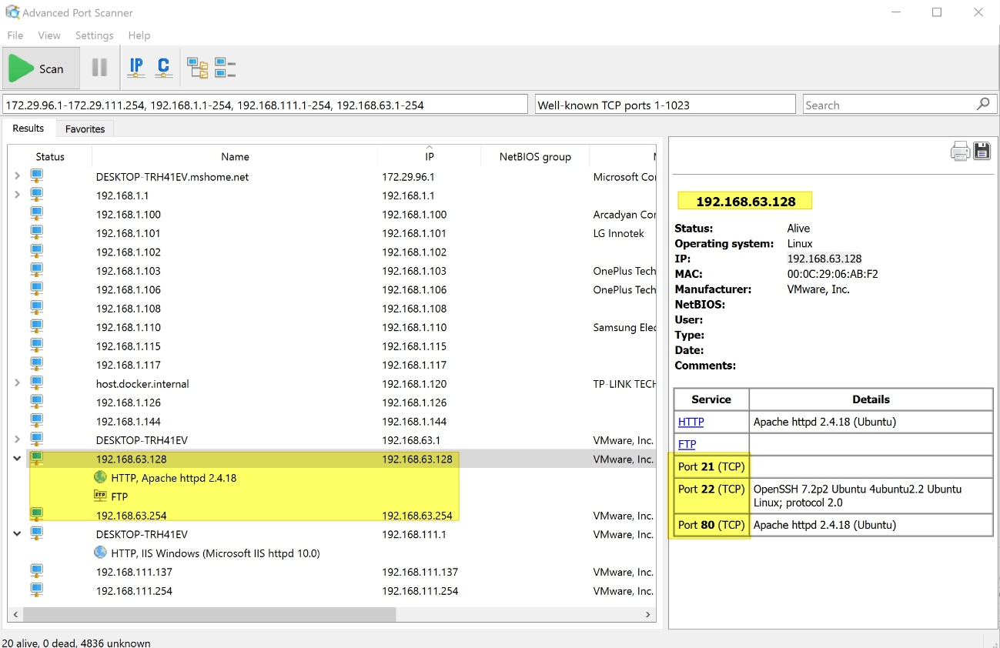 Advanced Port Scanner
File View Settings Help
Scan IP C
172.29.96.1-172.29.111.254, 192.168.1.1-254, 192.168.111.1-254, 192.168.63.1-254
Well-known TCP ports 1-1023
Search
Results Favorites
Status Name IP NetBIOS group
DESKTOP-TRH41EV.mshome.net 172.29.96.1 Microsoft Cor
192.168.1.1 192.168.1.1
192.168.1.100 192.168.1.100 Arcadyan Cor
192.168.1.101 192.168.1.101 LG Innotek
192.168.1.102 192.168.1.102
192.168.1.103 192.168.1.103 OnePlus Tech
192.168.1.106 192.168.1.106 OnePlus Tech
192.168.1.108 192.168.1.108
192.168.1.110 192.168.1.110 Samsung Elec
192.168.1.115 192.168.1.115
192.168.1.117 192.168.1.117
host.docker.internal 192.168.1.120 TP-LINK TECH
192.168.1.126 192.168.1.126
192.168.1.144 192.168.1.144
DESKTOP-TRH41EV 192.168.63.1 VMware, Inc.
192.168.63.128 192.168.63.128 VMware, Inc.
HTTP, Apache httpd 2.4.18
FTP FTP
192.168.63.254 192.168.63.254 VMware, Inc.
DESKTOP-TRH41EV 192.168.111.1 VMware, Inc.
HTTP, IIS Windows (Microsoft IIS httpd 10.0)
192.168.111.137 192.168.111.137 VMware, Inc.
192.168.111.254 192.168.111.254 VMware, Inc.
192.168.63.128
Status: Alive
Operating system: Linux
IP: 192.168.63.128
MAC: 00:0C:29:06:AB:F2
Manufacturer: VMware, Inc.
NetBIOS:
User:
Type:
Date:
Comments:
Service Details
HTTP Apache httpd 2.4.18 (Ubuntu)
FTP
Port 21 (TCP)
Port 22 (TCP) OpenSSH 7.2p2 Ubuntu 4ubuntu2.2 Ubuntu
Linux; protocol 2.0
Port 80 (TCP) Apache httpd 2.4.18 (Ubuntu)
20 alive, 0 dead, 4836 unknown